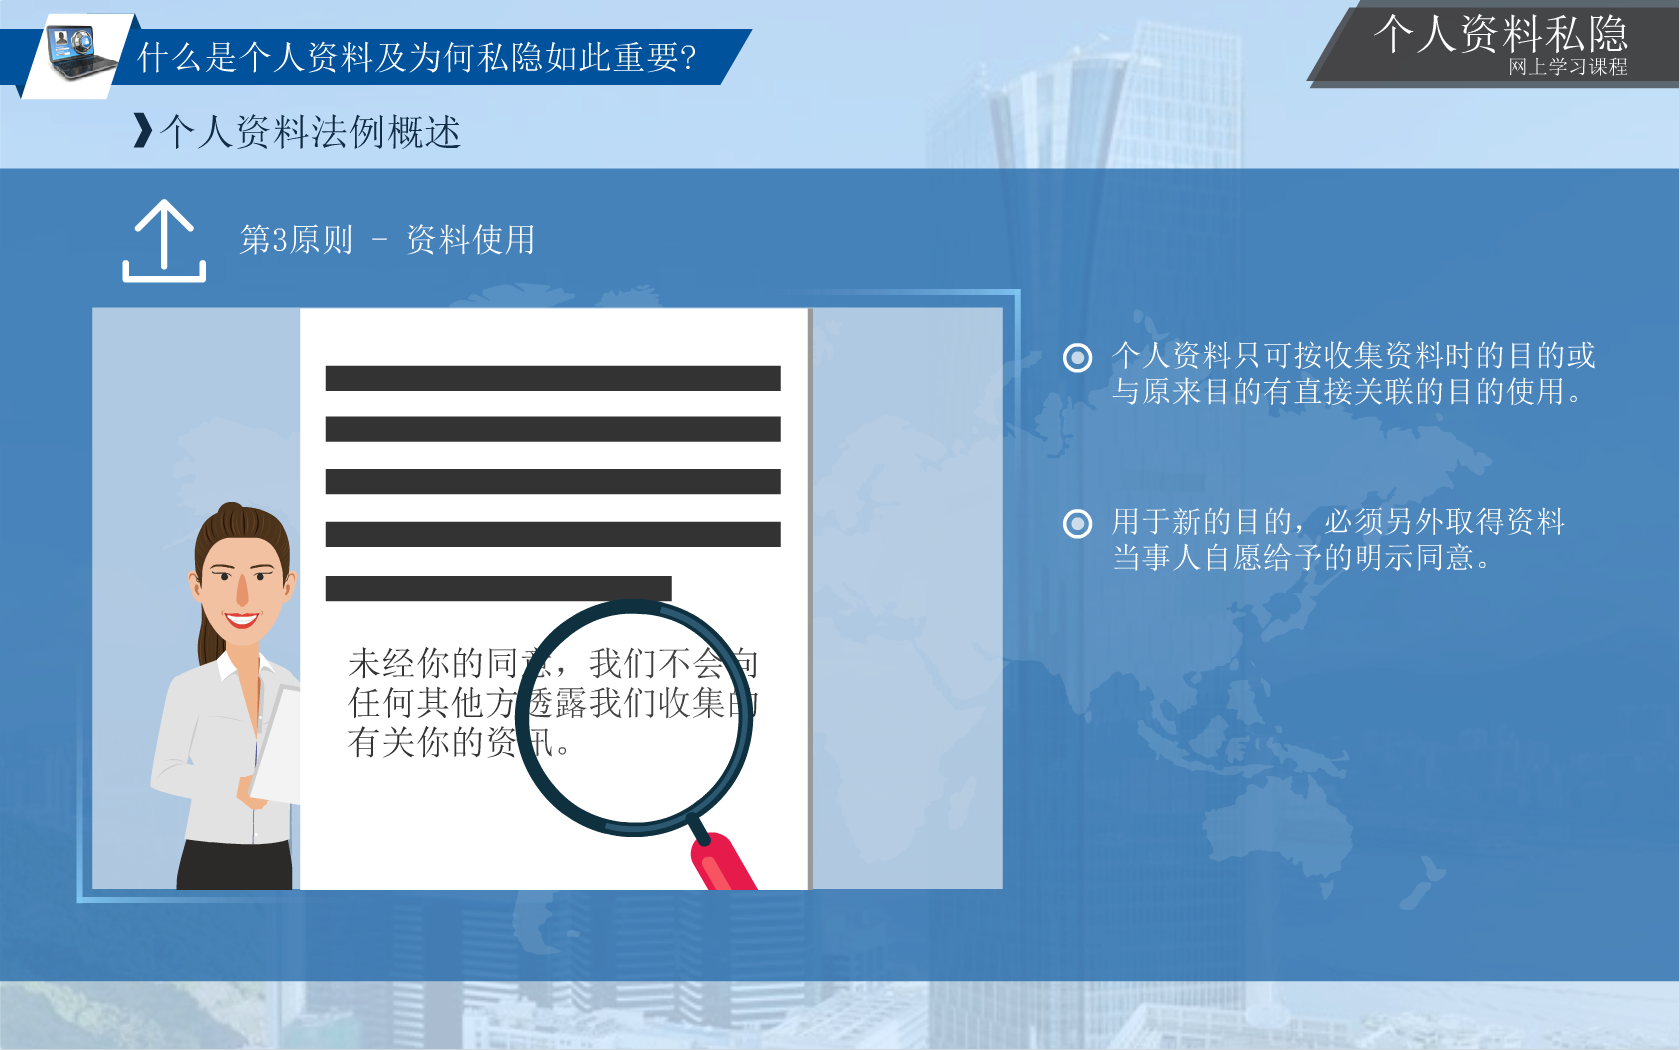 什么是个人资料及为何私隐如此重要?
个人资料私隐
网上学习课程
个人资料法例概述
第3原则 - 资料使用
个人资料只可按收集资料时的目的或
与原来目的有直接关联的目的使用。
用于新的目的，必须另外取得资料
当事人自愿给予的明示同意。
未经你的同意，我们不会向
任何其他方透露我们收集的
有关你的资讯。